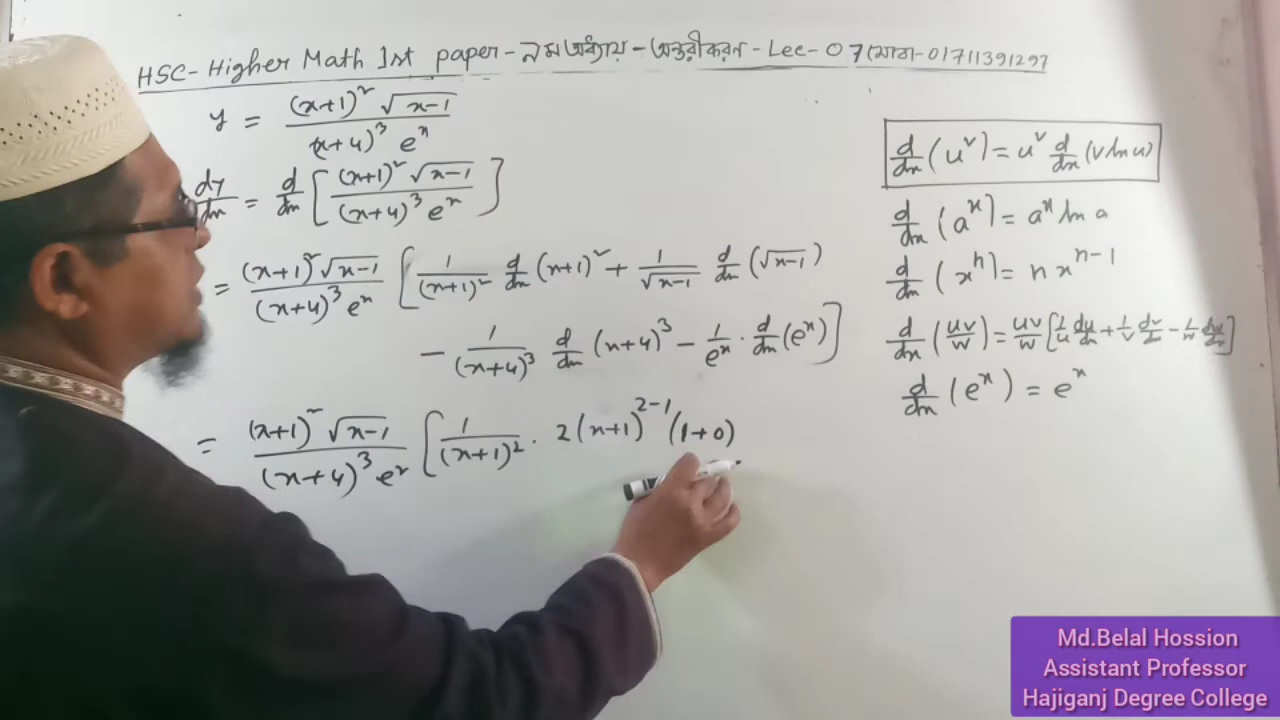 HSC- Higher Math 1st paper - নবম অধ্যায় - অন্তরীকরণ - Lec- 07 (মোবা- 01711391297
y = (x+1)² √(x-1) / (x+4)³ eˣ
dy/dx = d/dx [(x+1)² √(x-1) / (x+4)³ eˣ]
= (x+1)² √(x-1) / (x+4)³ eˣ [1/(x+1)² d/dx (x+1)² + 1/√(x-1) d/dx (√(x-1))
- 1/(x+4)³ d/dx (x+4)³ - 1/eˣ · d/dx (eˣ)]
= (x+1)² √(x-1) / (x+4)³ eˣ [1/(x+1)² · 2(x+1)²⁻¹ (1+0)
d/dx (uᵛ) = uᵛ d/dx (v ln u)
d/dx (aˣ) = aˣ ln a
d/dx (xⁿ) = n xⁿ⁻¹
d/dx (uv/w) = uv/w [1/u du/dx + 1/v dv/dx - 1/w dw/dx]
d/dx (eˣ) = eˣ
Md.Belal Hossion
Assistant Professor
Hajiganj Degree College